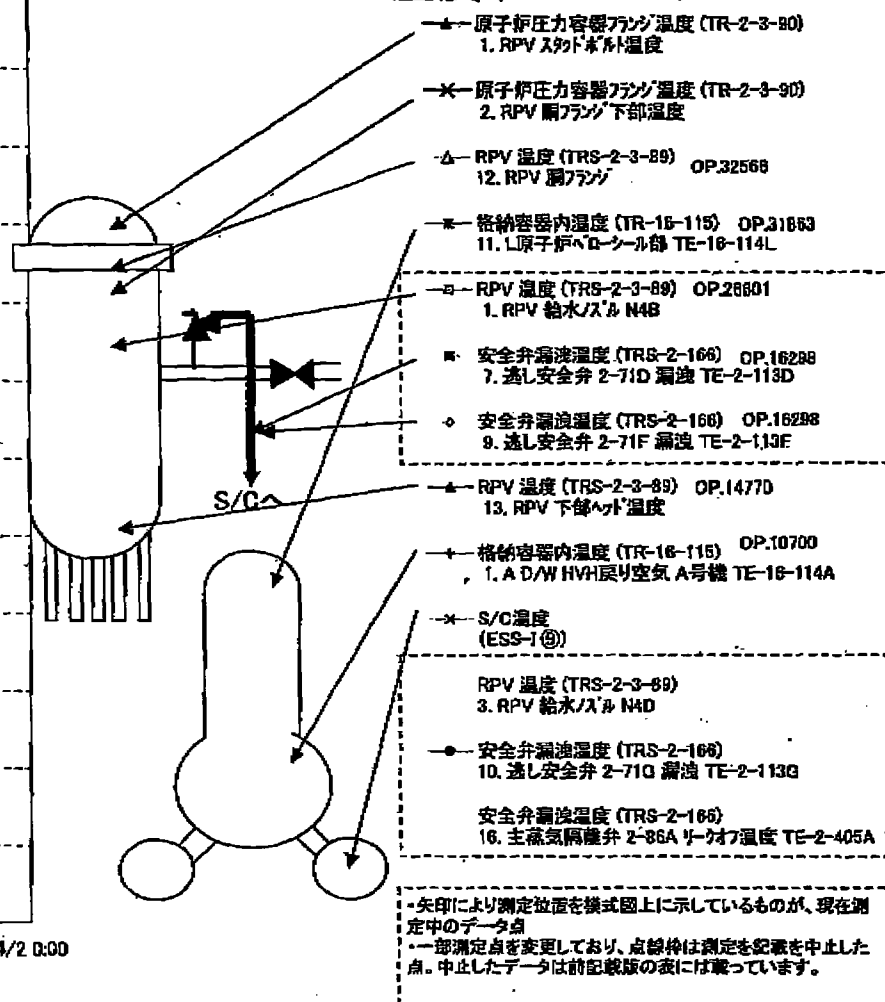 原子炉圧力容器フランジ温度 (TR-2-3-90)
1. RPV スタッドボルト温度
原子炉圧力容器フランジ温度 (TR-2-3-90)
2. RPV 胴フランジ下部温度
RPV 温度 (TRS-2-3-89) OP.32566
12. RPV 胴フランジ
格納容器内温度 (TR-16-115) OP.31863
11. L原子炉ベローシール部 TE-16-114L
RPV 温度 (TRS-2-3-89) OP.26601
1. RPV 給水ノズル N4B
安全弁漏洩温度 (TRS-2-166) OP.16298
7. 逃し安全弁 2-71D 漏洩 TE-2-113D
安全弁漏洩温度 (TRS-2-166) OP.16298
9. 逃し安全弁 2-71F 漏洩 TE-2-113F
S/Cへ
RPV 温度 (TRS-2-3-89) OP.14770
13. RPV 下部ヘッド温度
格納容器内温度 (TR-16-115) OP.10700
1. A D/W HVH戻り空気 A号機 TE-16-114A
S/C温度
(ESS-I ⑨)
RPV 温度 (TRS-2-3-89)
3. RPV 給水ノズル N4D
安全弁漏洩温度 (TRS-2-166)
10. 逃し安全弁 2-71G 漏洩 TE-2-113G
安全弁漏洩温度 (TRS-2-166)
16. 主蒸気隔離弁 2-86A リークオフ温度 TE-2-405A
・矢印により測定位置を模式図上に示しているものが、現在測
定中のデータ点
・一部測定点を変更しており、点線枠は測定を記載を中止した
点。中止したデータは前記載版の表には載っています。
4/2 0:00